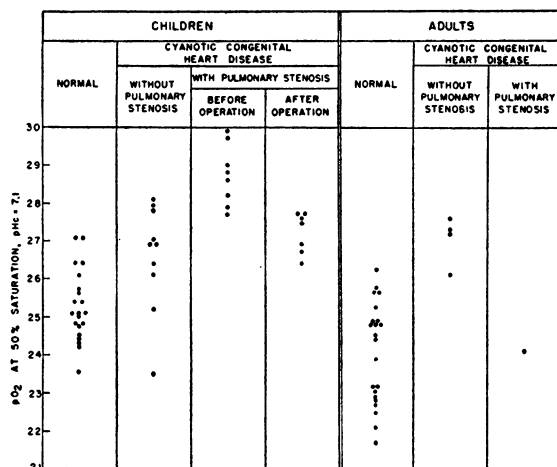 CHILDREN
ADULTS
NORMAL
CYANOTIC CONGENITAL
HEART DISEASE
WITHOUT
PULMONARY
STENOSIS
WITH PULMONARY STENOSIS
BEFORE
OPERATION
AFTER
OPERATION
NORMAL
CYANOTIC CONGENITAL
HEART DISEASE
WITHOUT
PULMONARY
STENOSIS
WITH
PULMONARY
STENOSIS
pO2 AT 50% SATURATION, pHc = 7,1
30
29
28
27
26
25
24
23
22
21